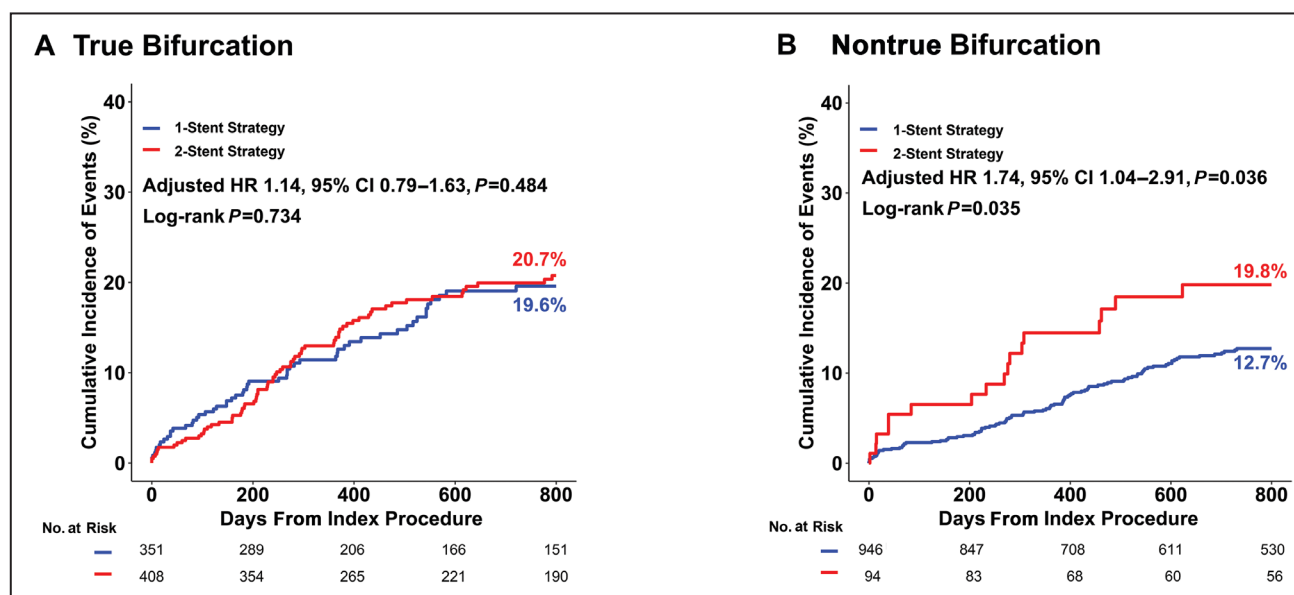 A True Bifurcation
Cumulative Incidence of Events (%)
40
30
20
10
0
1-Stent Strategy
2-Stent Strategy
Adjusted HR 1.14, 95% CI 0.79–1.63, P=0.484
Log-rank P=0.734
20.7%
19.6%
0 200 400 600 800
Days From Index Procedure
No. at Risk
351 289 206 166 151
408 354 265 221 190
B Nontrue Bifurcation
Cumulative Incidence of Events (%)
40
30
20
10
0
1-Stent Strategy
2-Stent Strategy
Adjusted HR 1.74, 95% CI 1.04–2.91, P=0.036
Log-rank P=0.035
19.8%
12.7%
0 200 400 600 800
Days From Index Procedure
No. at Risk
946 847 708 611 530
94 83 68 60 56